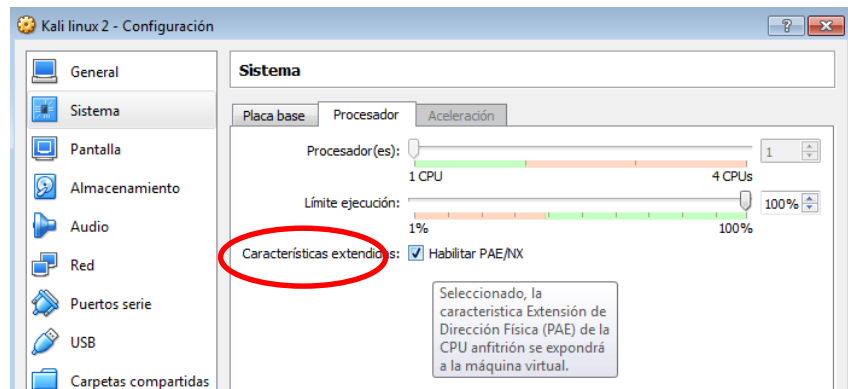 Kali linux 2 - Configuración
?
General
Sistema
Pantalla
Almacenamiento
Audio
Red
Puertos serie
USB
Carpetas compartidas
Sistema
Placa base Procesador Aceleración
Procesador(es): 1
1 CPU 4 CPUs
Límite ejecución: 100%
1% 100%
Características extendidas: Habilitar PAE/NX
Seleccionado, la
caracteristica Extensión de
Dirección Física (PAE) de la
CPU anfitrión se expondrá
a la máquina virtual.